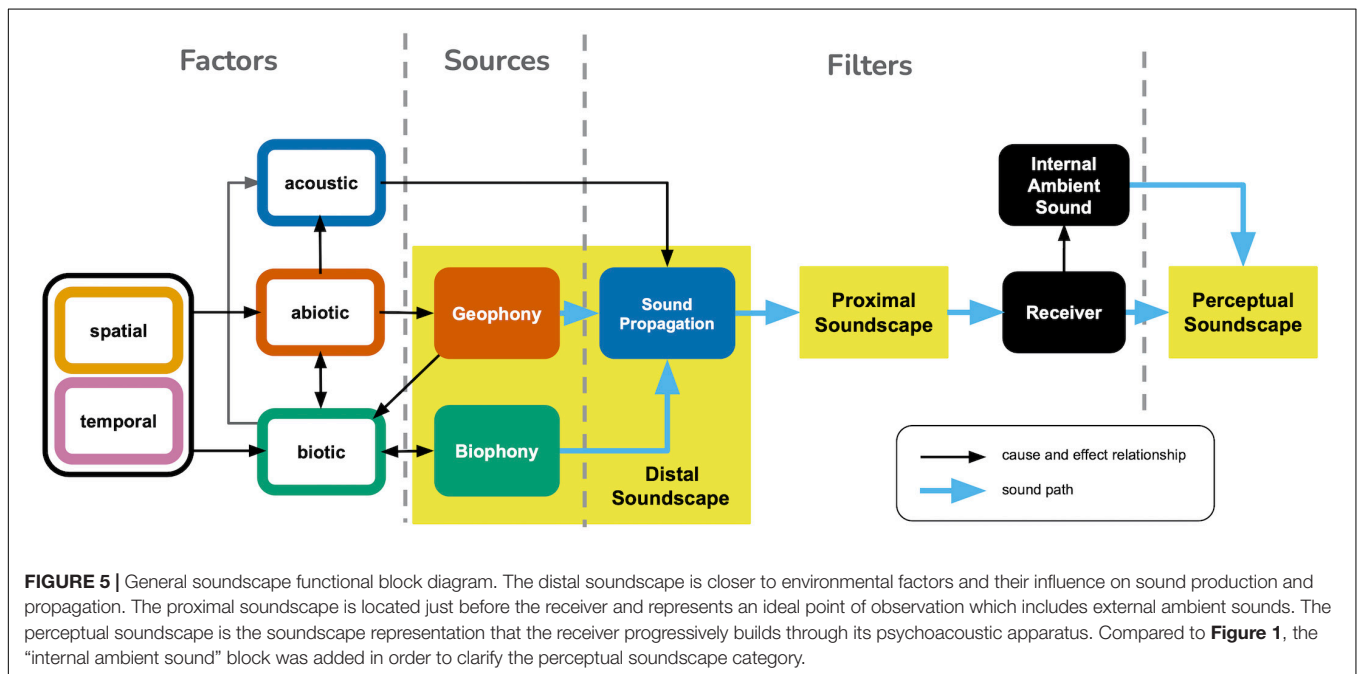 Factors
Sources
Filters
acoustic
Internal
Ambient
Sound
spatial
abiotic
Geophony
Sound
Propagation
Proximal
Soundscape
Receiver
Perceptual
Soundscape
temporal
biotic
Biophony
Distal
Soundscape
cause and effect relationship
sound path
FIGURE 5 | General soundscape functional block diagram. The distal soundscape is closer to environmental factors and their influence on sound production and
propagation. The proximal soundscape is located just before the receiver and represents an ideal point of observation which includes external ambient sounds. The
perceptual soundscape is the soundscape representation that the receiver progressively builds through its psychoacoustic apparatus. Compared to Figure 1, the
“internal ambient sound” block was added in order to clarify the perceptual soundscape category.